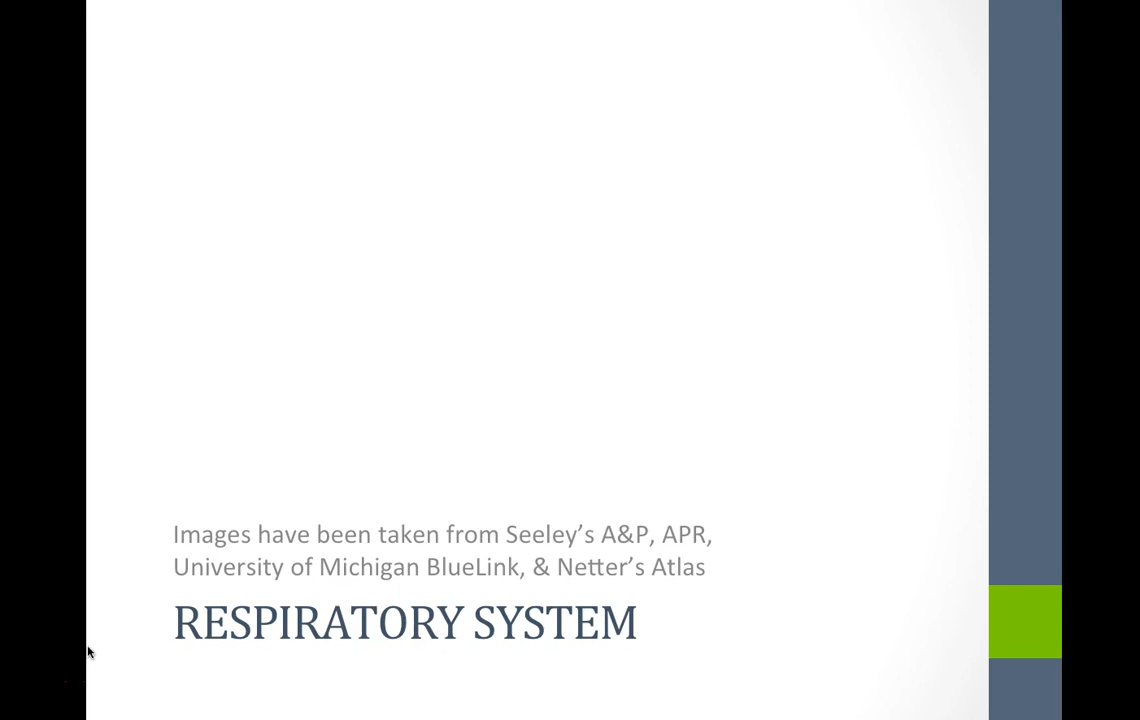 Images have been taken from Seeley’s A&P, APR,
University of Michigan BlueLink, & Netter’s Atlas
RESPIRATORY SYSTEM